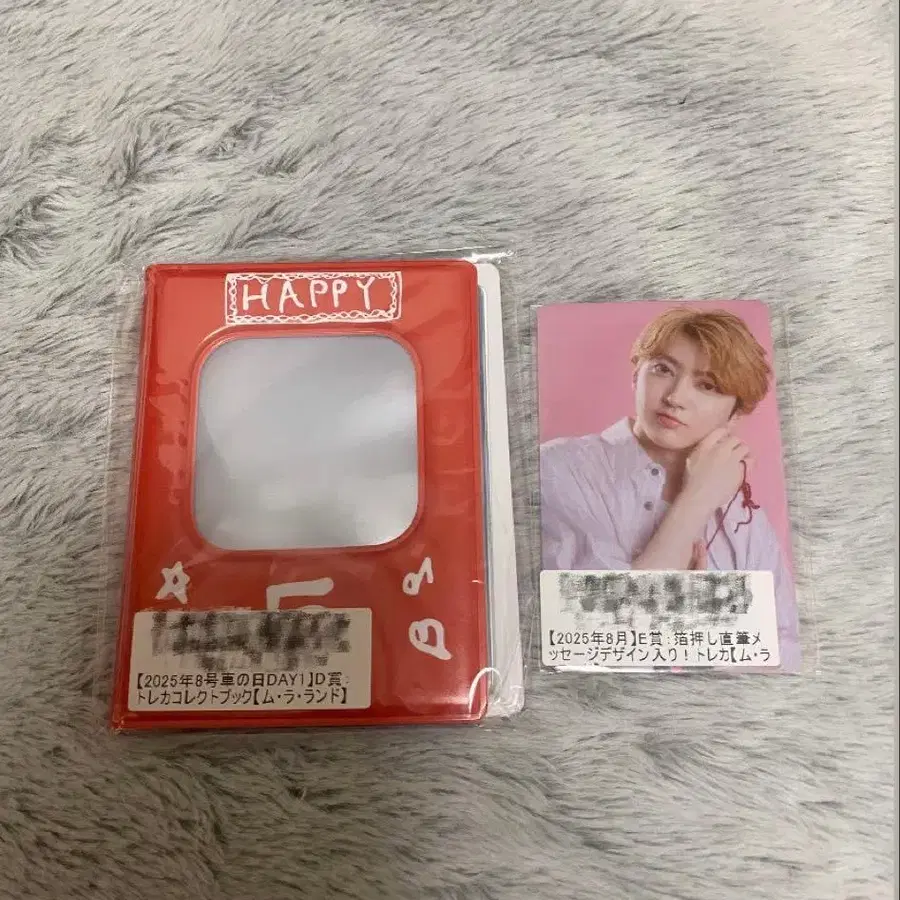 HAPPY
【2025年8号車の日DAY1】D賞:
トレカコレクトブック【ム・ラ・ランド】
【2025年8月】E賞:箔押し直筆メ
ッセージデザイン入り!トレカ【ム・ラ